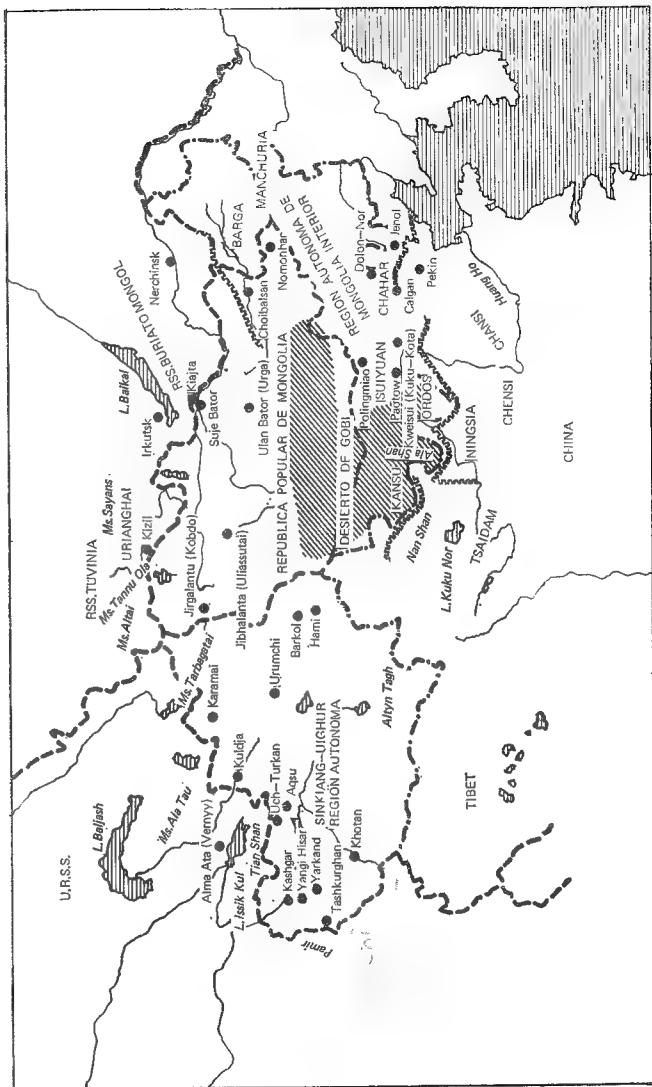 U.R.S.S.
L. Baljash
Ms. Ala Tau
Alma Ata (Vernyy)
L. Issik Kul
Tian Shan
Kuldja
Uch-Turkan
Aqsu
Kashgar
Yangi Hisar
Yarkand
Tashkurghan
Pamir
Khotan
SINKIANG-UIGHUR
REGIÓN AUTONOMA
Karamai
Ms. Tarbagatai
Urumchi
Barkol
Hami
Altyn Tagh
TIBET
RSS. TUVINIA
URIANGHAI
Ms. Altai
Ms. Tannu Ola
Kizil
Ms. Sayans
Jirgalantu (Kobdo)
Jibhalanta (Uliassutai)
Irkutsk
L. Baikal
RSS. BURIATO MONGOL
Kiajta
Suje Bator
Ulan Bator (Urga)
REPUBLICA POPULAR DE MONGOLIA
DESIERTO DE GOBI
Nerchinsk
BARGA
Choibalsan
MANCHURIA
Nomonhan
REGION AUTONOMA DE
MONGOLIA INTERIOR
Dolon-Nor
CHAHAR
Jenol
Calgan
Pekin
Polingmiao
SUIYUAN
Paotow
Kweisui (Kuku-Kota)
ORDOS
KANSU
Nan Shan
L. Kuku Nor
TSAIDAM
NINGSIA
CHENSI
CHANSI
Huang Ho
CHINA